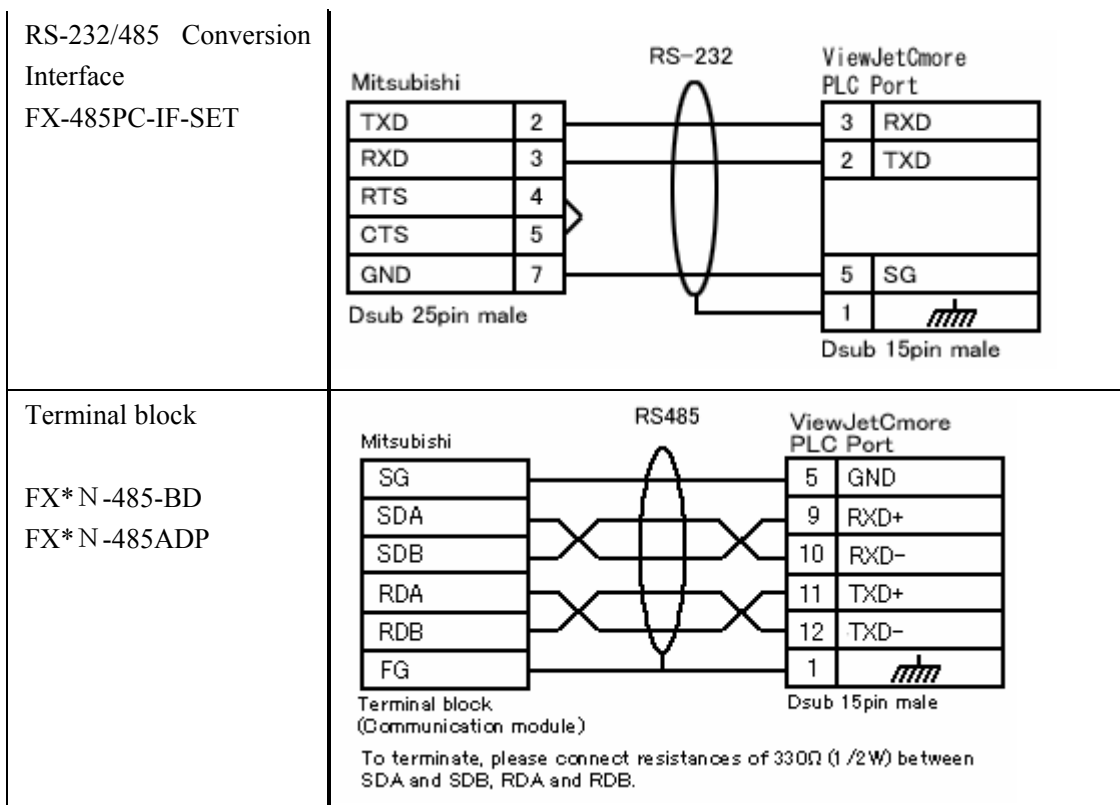 RS-232/485 Conversion
Interface
FX-485PC-IF-SET
RS-232
Mitsubishi
ViewJetCmore
PLC Port
TXD 2 3 RXD
RXD 3 2 TXD
RTS 4
CTS 5
GND 7 5 SG
1
Dsub 25pin male
Dsub 15pin male
Terminal block
FX*N-485-BD
FX*N-485ADP
RS485
Mitsubishi
ViewJetCmore
PLC Port
SG 5 GND
SDA 9 RXD+
SDB 10 RXD-
RDA 11 TXD+
RDB 12 TXD-
FG 1
Terminal block
(Communication module)
Dsub 15pin male
To terminate, please connect resistances of 330Ω (1/2W) between
SDA and SDB, RDA and RDB.